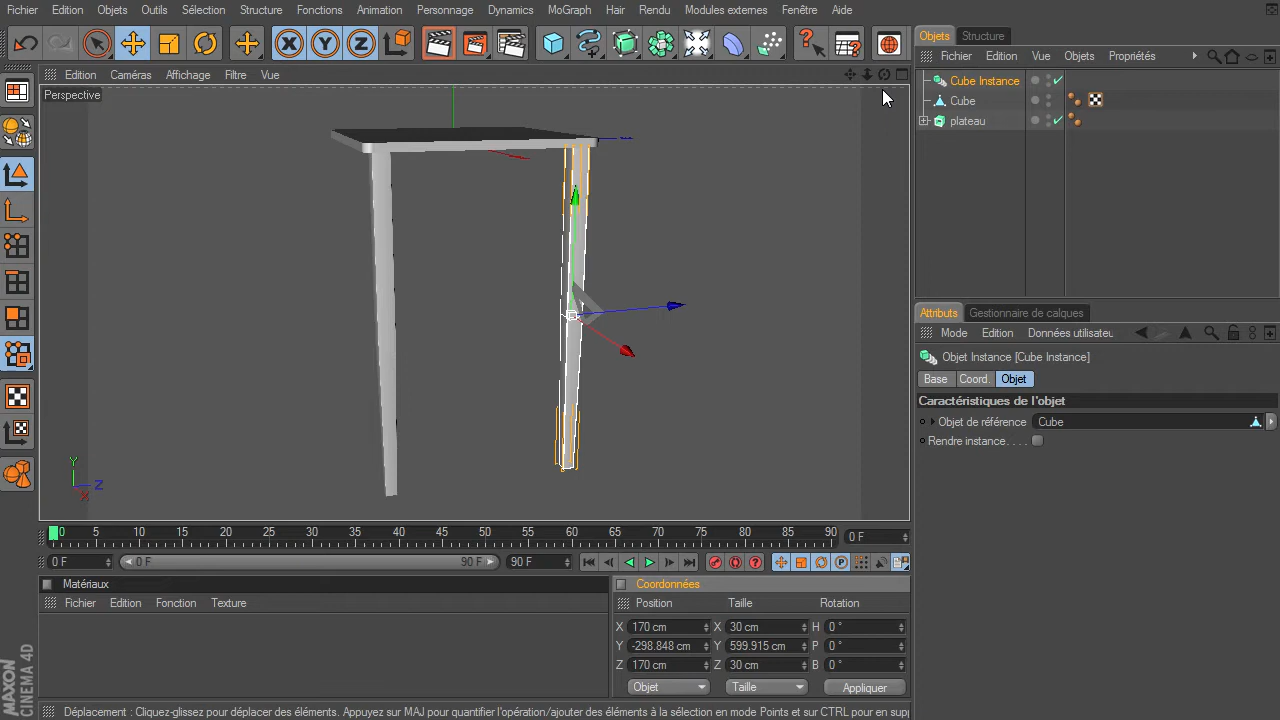 Fichier Edition Objets Outils Sélection Structure Fonctions Animation Personnage Dynamics MoGraph Hair Rendu Modules externes Fenêtre Aide
X Y Z
Objets Structure
Fichier Edition Vue Objets Propriétés
Cube Instance
Cube
plateau
Edition Caméras Affichage Filtre Vue
Perspective
Y
Z
X
Attributs Gestionnaire de calques
Mode Edition Données utilisateu
Objet Instance [Cube Instance]
Base Coord. Objet
Caractéristiques de l'objet
Objet de référence Cube
Rendre instance. . . .
0 5 10 15 20 25 30 35 40 45 50 55 60 65 70 75 80 85 90 0 F
0 F 0 F 90 F 90 F
Matériaux
Fichier Edition Fonction Texture
Coordonnées
Position Taille Rotation
X 170 cm X 30 cm H 0 °
Y -298.848 cm Y 599.915 cm P 0 °
Z 170 cm Z 30 cm B 0 °
Objet Taille Appliquer
MAXON
CINEMA 4D
Déplacement : Cliquez-glissez pour déplacer des éléments. Appuyez sur MAJ pour quantifier l'opération/ajouter des éléments à la sélection en mode Points et sur CTRL pour en supp